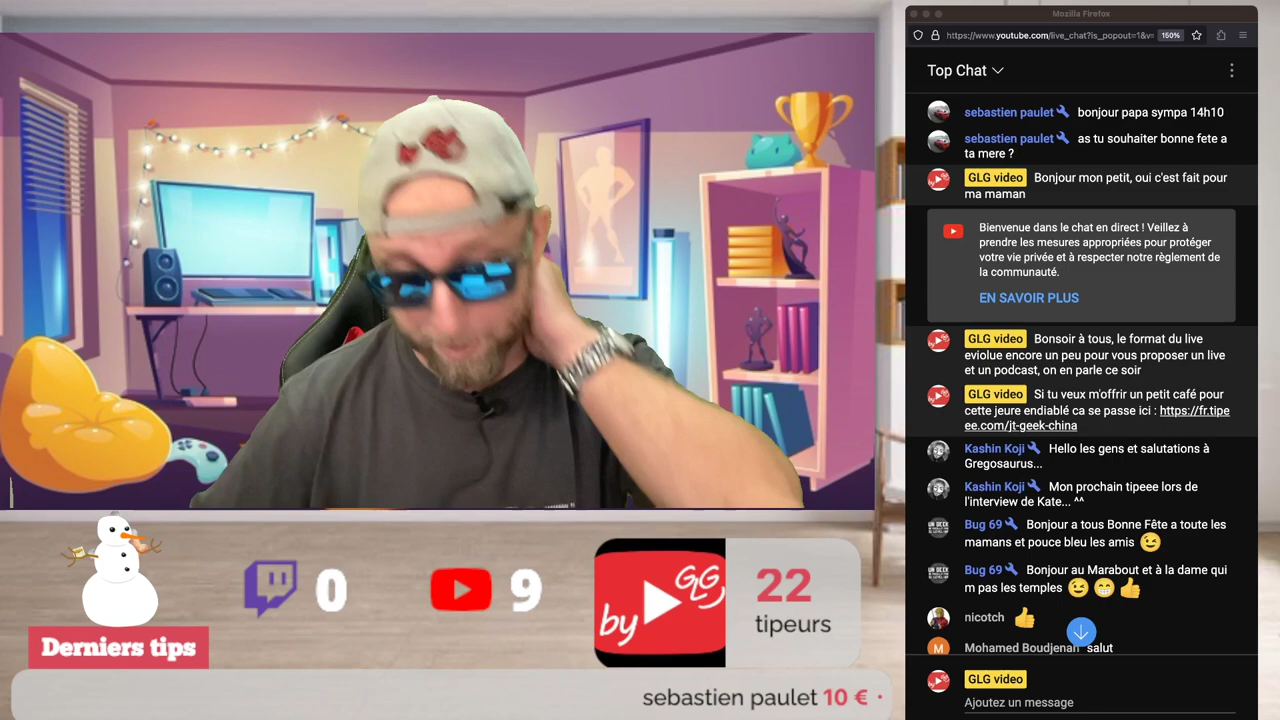 Mozilla Firefox
https://www.youtube.com/live_chat?is_popout=1&v=
150%
Top Chat
sebastien paulet bonjour papa sympa 14h10
sebastien paulet as tu souhaiter bonne fete a
ta mere ?
GLG video Bonjour mon petit, oui c'est fait pour
ma maman
Bienvenue dans le chat en direct ! Veillez à
prendre les mesures appropriées pour protéger
votre vie privée et à respecter notre règlement de
la communauté.
EN SAVOIR PLUS
GLG video Bonsoir à tous, le format du live
eviolue encore un peu pour vous proposer un live
et un podcast, on en parle ce soir
GLG video Si tu veux m'offrir un petit café pour
cette jeure endiablé ca se passe ici : https://fr.tipe
ee.com/jt-geek-china
Kashin Koji Hello les gens et salutations à
Gregosaurus...
Kashin Koji Mon prochain tipeee lors de
l'interview de Kate... ^^
Bug 69 Bonjour a tous Bonne Fête a toute les
mamans et pouce bleu les amis
Bug 69 Bonjour au Marabout et à la dame qui
m pas les temples
nicotch
M Mohamed Boudjenah salut
GLG video
Ajoutez un message
0
9
by GLG
22
tipeurs
Derniers tips
sebastien paulet 10 € ·